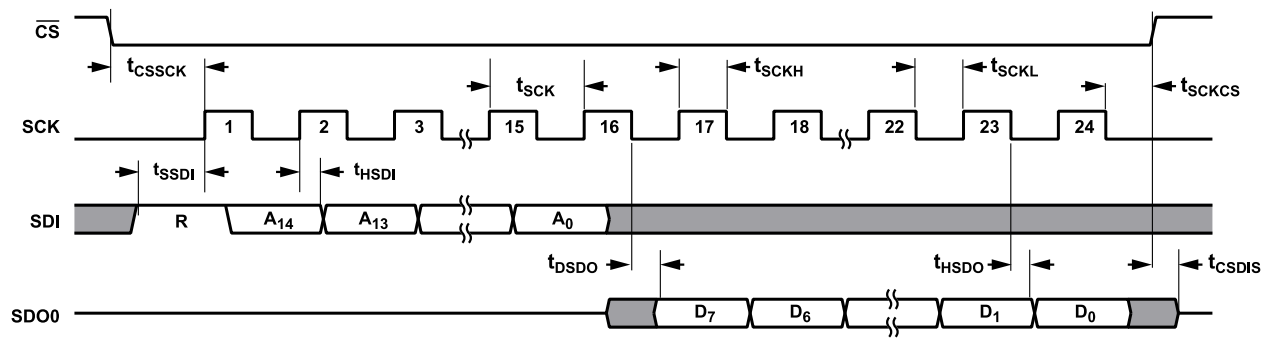 CS
tCSSCK
tSCK
tSCKH
tSCKL
tSCKCS
SCK
1 2 3 15 16 17 18 22 23 24
tSSDI
tHSDI
SDI
R A14 A13 A0
tDSDO
tHSDO
tCSDIS
SDO0
D7 D6 D1 D0